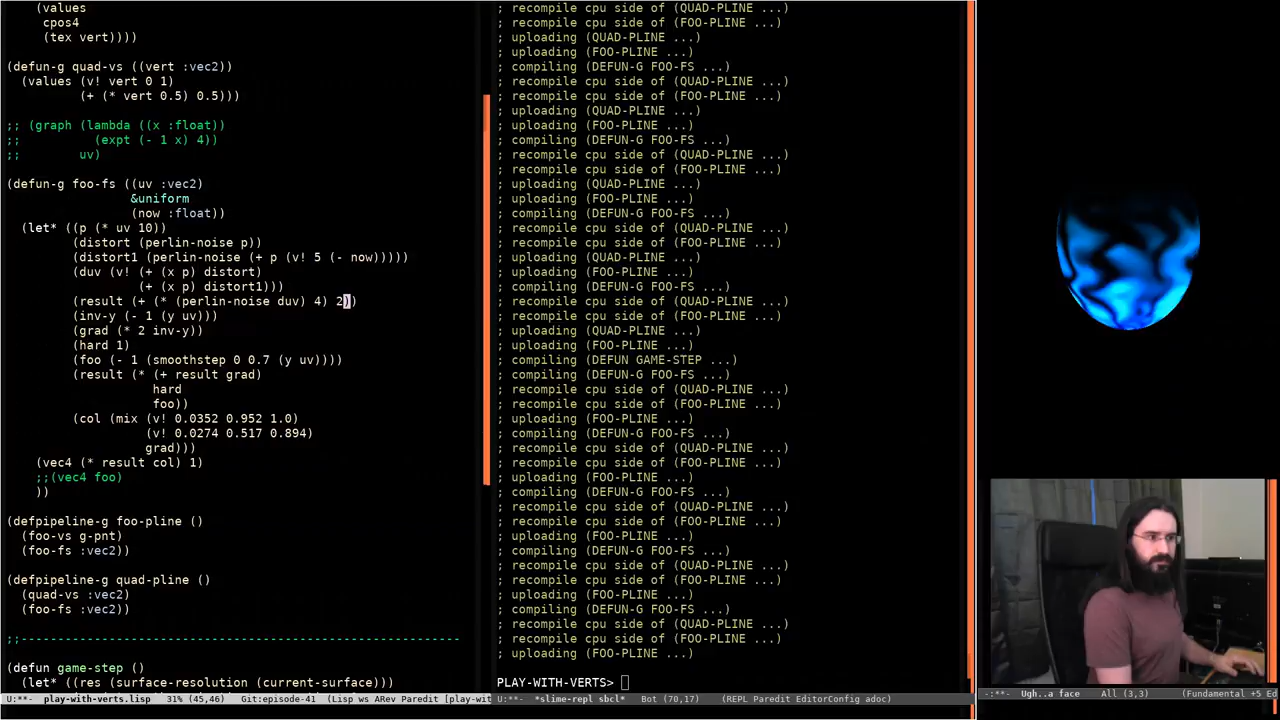 (values
cpos4
(tex vert))))
(defun-g quad-vs ((vert :vec2))
(values (v! vert 0 1)
(+ (* vert 0.5) 0.5)))
;; (graph (lambda ((x :float))
;; (expt (- 1 x) 4))
;; uv)
(defun-g foo-fs ((uv :vec2)
&uniform
(now :float))
(let* ((p (* uv 10))
(distort (perlin-noise p))
(distort1 (perlin-noise (+ p (v! 5 (- now)))))
(duv (v! (+ (x p) distort)
(+ (x p) distort1)))
(result (+ (* (perlin-noise duv) 4) 2))
(inv-y (- 1 (y uv)))
(grad (* 2 inv-y))
(hard 1)
(foo (- 1 (smoothstep 0 0.7 (y uv))))
(result (* (+ result grad)
hard
foo))
(col (mix (v! 0.0352 0.952 1.0)
(v! 0.0274 0.517 0.894)
grad)))
(vec4 (* result col) 1)
;;(vec4 foo)
))
(defpipeline-g foo-pline ()
(foo-vs g-pnt)
(foo-fs :vec2))
(defpipeline-g quad-pline ()
(quad-vs :vec2)
(foo-fs :vec2))
;;----------------------------------------------------------
(defun game-step ()
(let* ((res (surface-resolution (current-surface)))
U:**- play-with-verts.lisp 31% (45,46) Git:episode-41 (Lisp ws ARev Paredit [play-wit
; recompile cpu side of (QUAD-PLINE ...)
; recompile cpu side of (FOO-PLINE ...)
; uploading (QUAD-PLINE ...)
; uploading (FOO-PLINE ...)
; compiling (DEFUN-G FOO-FS ...)
; recompile cpu side of (QUAD-PLINE ...)
; recompile cpu side of (FOO-PLINE ...)
; uploading (QUAD-PLINE ...)
; uploading (FOO-PLINE ...)
; compiling (DEFUN-G FOO-FS ...)
; recompile cpu side of (QUAD-PLINE ...)
; recompile cpu side of (FOO-PLINE ...)
; uploading (QUAD-PLINE ...)
; uploading (FOO-PLINE ...)
; compiling (DEFUN-G FOO-FS ...)
; recompile cpu side of (QUAD-PLINE ...)
; recompile cpu side of (FOO-PLINE ...)
; uploading (QUAD-PLINE ...)
; uploading (FOO-PLINE ...)
; compiling (DEFUN-G FOO-FS ...)
; recompile cpu side of (QUAD-PLINE ...)
; recompile cpu side of (FOO-PLINE ...)
; uploading (QUAD-PLINE ...)
; uploading (FOO-PLINE ...)
; compiling (DEFUN GAME-STEP ...)
; compiling (DEFUN-G FOO-FS ...)
; recompile cpu side of (QUAD-PLINE ...)
; recompile cpu side of (FOO-PLINE ...)
; uploading (FOO-PLINE ...)
; compiling (DEFUN-G FOO-FS ...)
; recompile cpu side of (QUAD-PLINE ...)
; recompile cpu side of (FOO-PLINE ...)
; uploading (FOO-PLINE ...)
; compiling (DEFUN-G FOO-FS ...)
; recompile cpu side of (QUAD-PLINE ...)
; recompile cpu side of (FOO-PLINE ...)
; uploading (FOO-PLINE ...)
; compiling (DEFUN-G FOO-FS ...)
; recompile cpu side of (QUAD-PLINE ...)
; recompile cpu side of (FOO-PLINE ...)
; uploading (FOO-PLINE ...)
; compiling (DEFUN-G FOO-FS ...)
; recompile cpu side of (QUAD-PLINE ...)
; recompile cpu side of (FOO-PLINE ...)
; uploading (FOO-PLINE ...)
PLAY-WITH-VERTS>
U:**- *slime-repl sbcl* Bot (70,17) (REPL Paredit EditorConfig adoc)
-:**- Ugh..a face All (3,3) (Fundamental +5 Ed